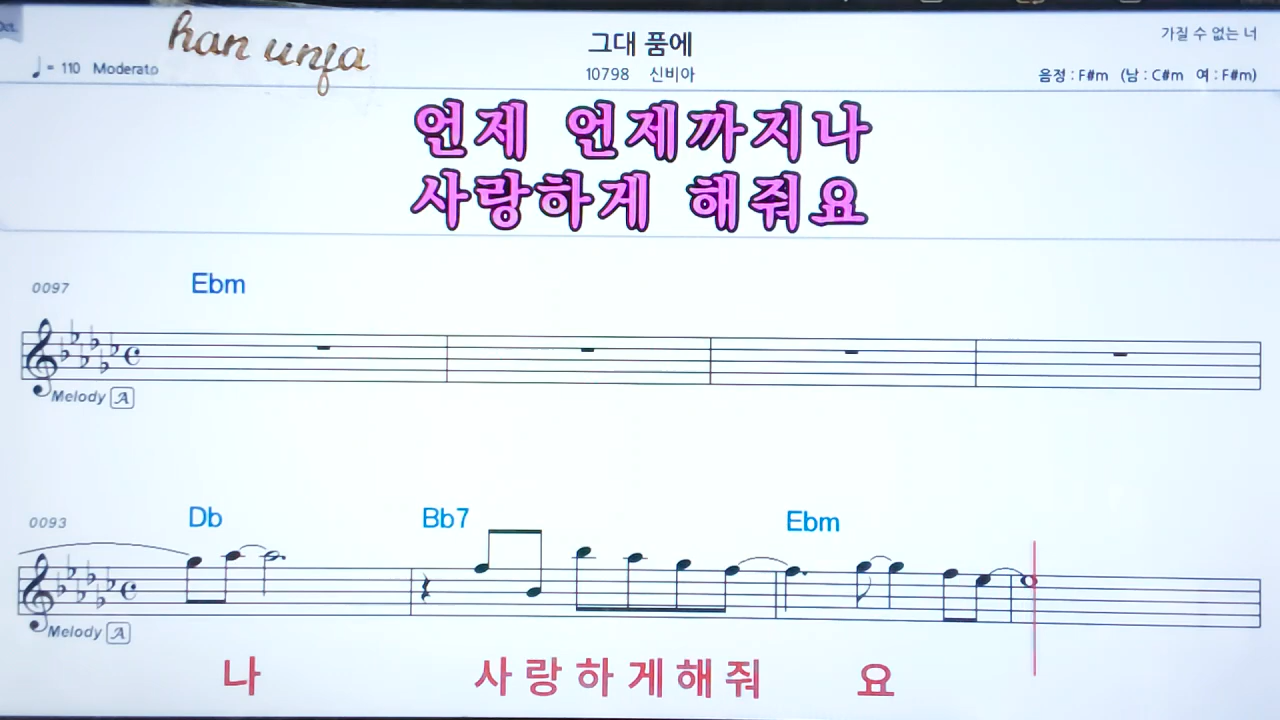 Oct.
han unja
그대 품에
가질 수 없는 너
♩= 110 Moderato
10798 신비아
음정 : F#m (남 : C#m 여 : F#m)
언제 언제까지나
사랑하게 해줘요
0097 Ebm
Melody A
0093 Db Bb7 Ebm
Melody A
나 사 랑 하 게 해 줘 요